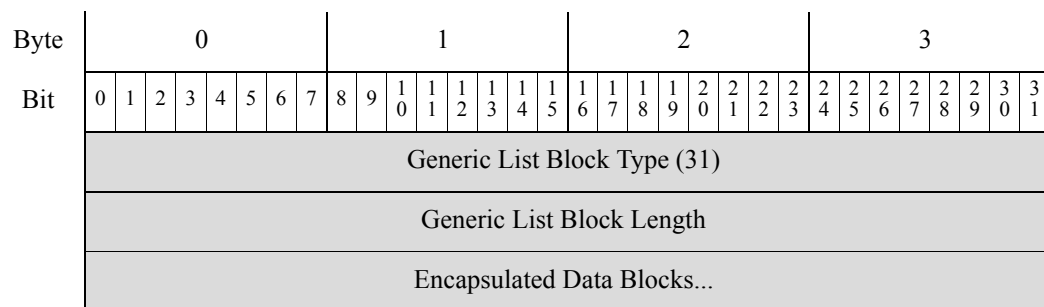 Byte 0 1 2 3
Bit 0 1 2 3 4 5 6 7 8 9 10 11 12 13 14 15 16 17 18 19 20 21 22 23 24 25 26 27 28 29 30 31
Generic List Block Type (31)
Generic List Block Length
Encapsulated Data Blocks...